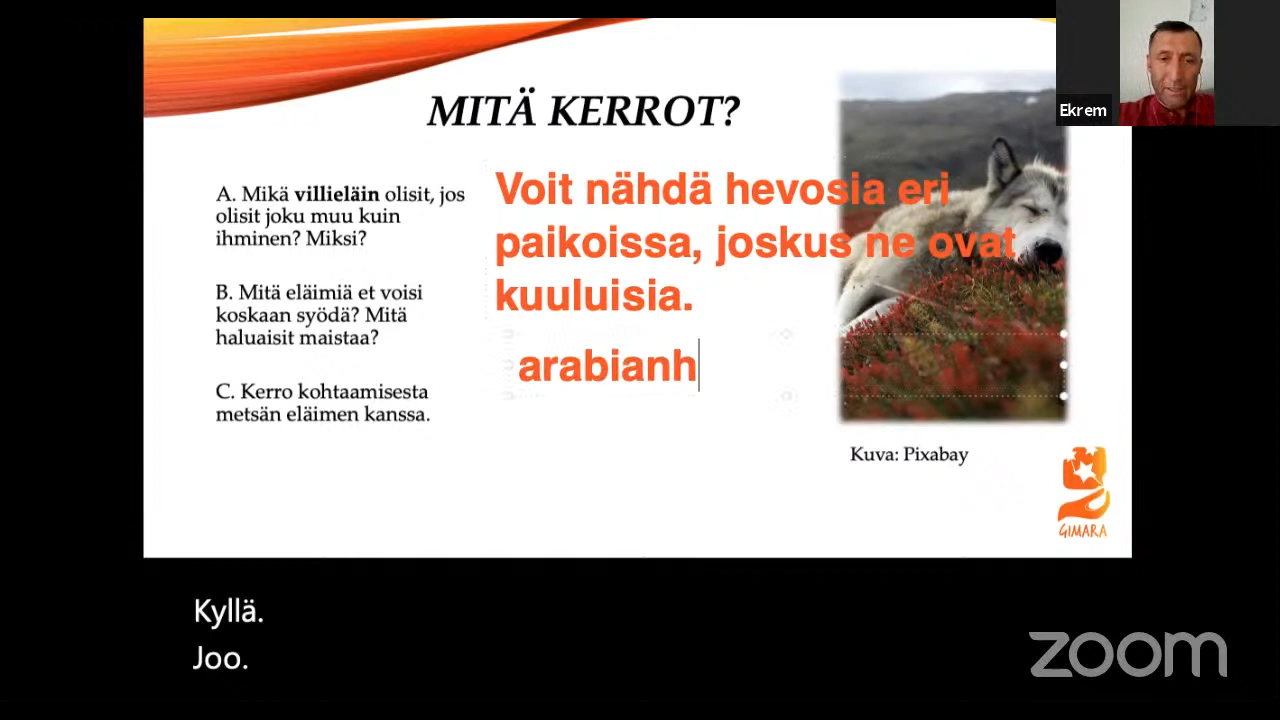 MITÄ KERROT?
Ekrem
A. Mikä villieläin olisit, jos
olisit joku muu kuin
ihminen? Miksi?
B. Mitä eläimiä et voisi
koskaan syödä? Mitä
haluaisit maistaa?
C. Kerro kohtaamisesta
metsän eläimen kanssa.
Voit nähdä hevosia eri
paikoissa, joskus ne ovat
kuuluisia.
arabianh
Kuva: Pixabay
GIMARA
Kyllä.
Joo.
zoom